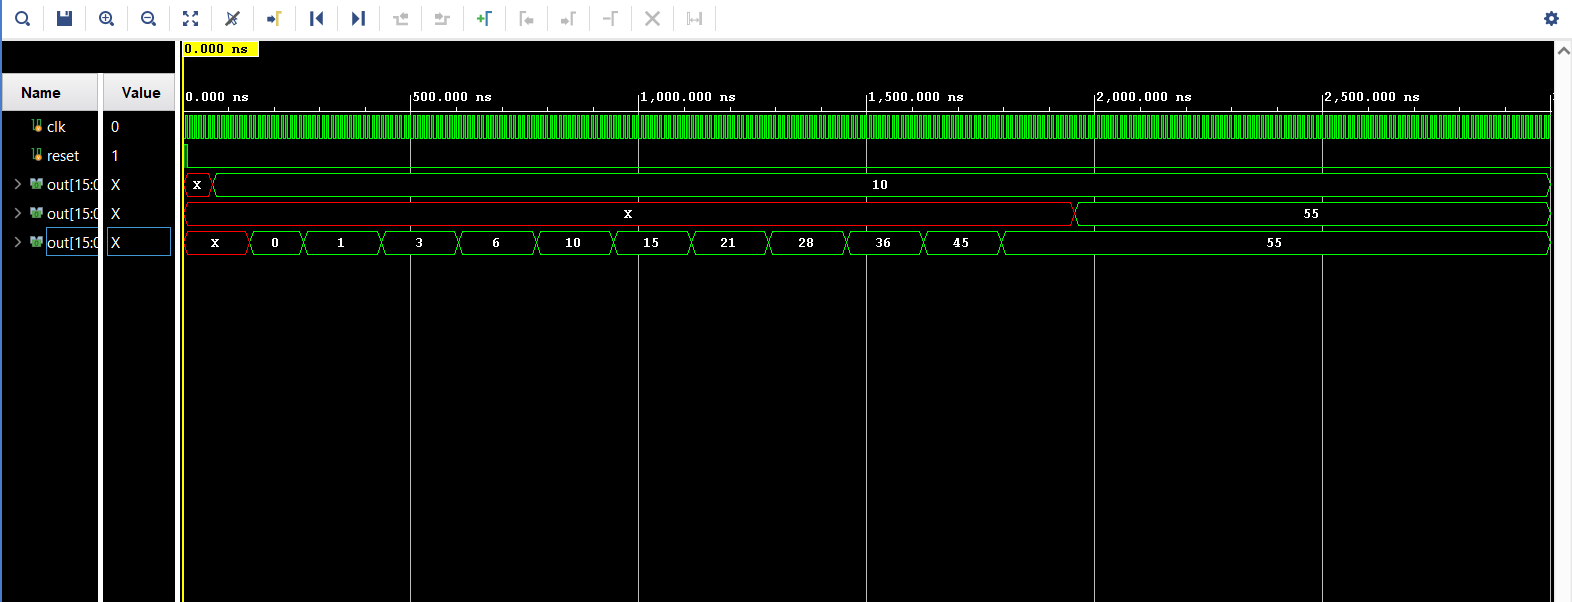 0.000 ns
Name Value
0.000 ns 500.000 ns 1,000.000 ns 1,500.000 ns 2,000.000 ns 2,500.000 ns
clk 0
reset 1
out[15:0 X X 10
out[15:0 X X 55
out[15:0 X X 0 1 3 6 10 15 21 28 36 45 55